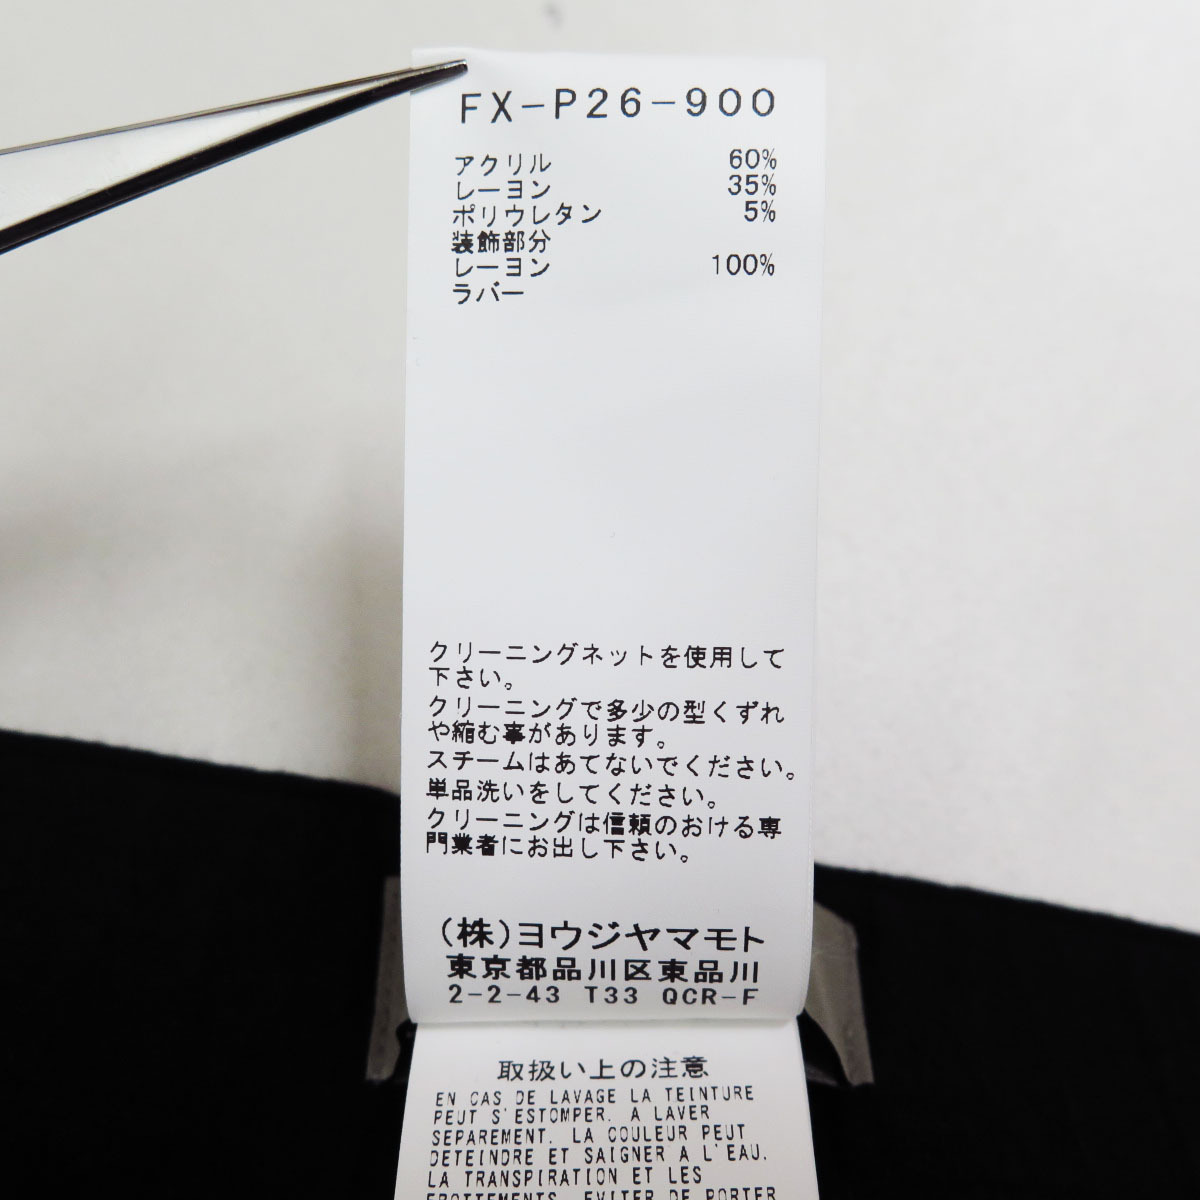 FX-P26-900
アクリル 60%
レーヨン 35%
ポリウレタン 5%
装飾部分
レーヨン 100%
ラバー
クリーニングネットを使用して
下さい。
クリーニングで多少の型くずれ
や縮む事があります。
スチームはあてないでください。
単品洗いをしてください。
クリーニングは信頼のおける専
門業者にお出し下さい。
(株)ヨウジヤマモト
東京都品川区東品川
2-2-43 T33 QCR-F
取扱い上の注意
EN CAS DE LAVAGE LA TEINTURE
PEUT S'ESTOMPER. A LAVER
SEPAREMENT. LA COULEUR PEUT
DETEINDRE ET SAIGNER A L'EAU.
LA TRANSPIRATION ET LES
FROTTEMENTS. EVITER DE PORTER